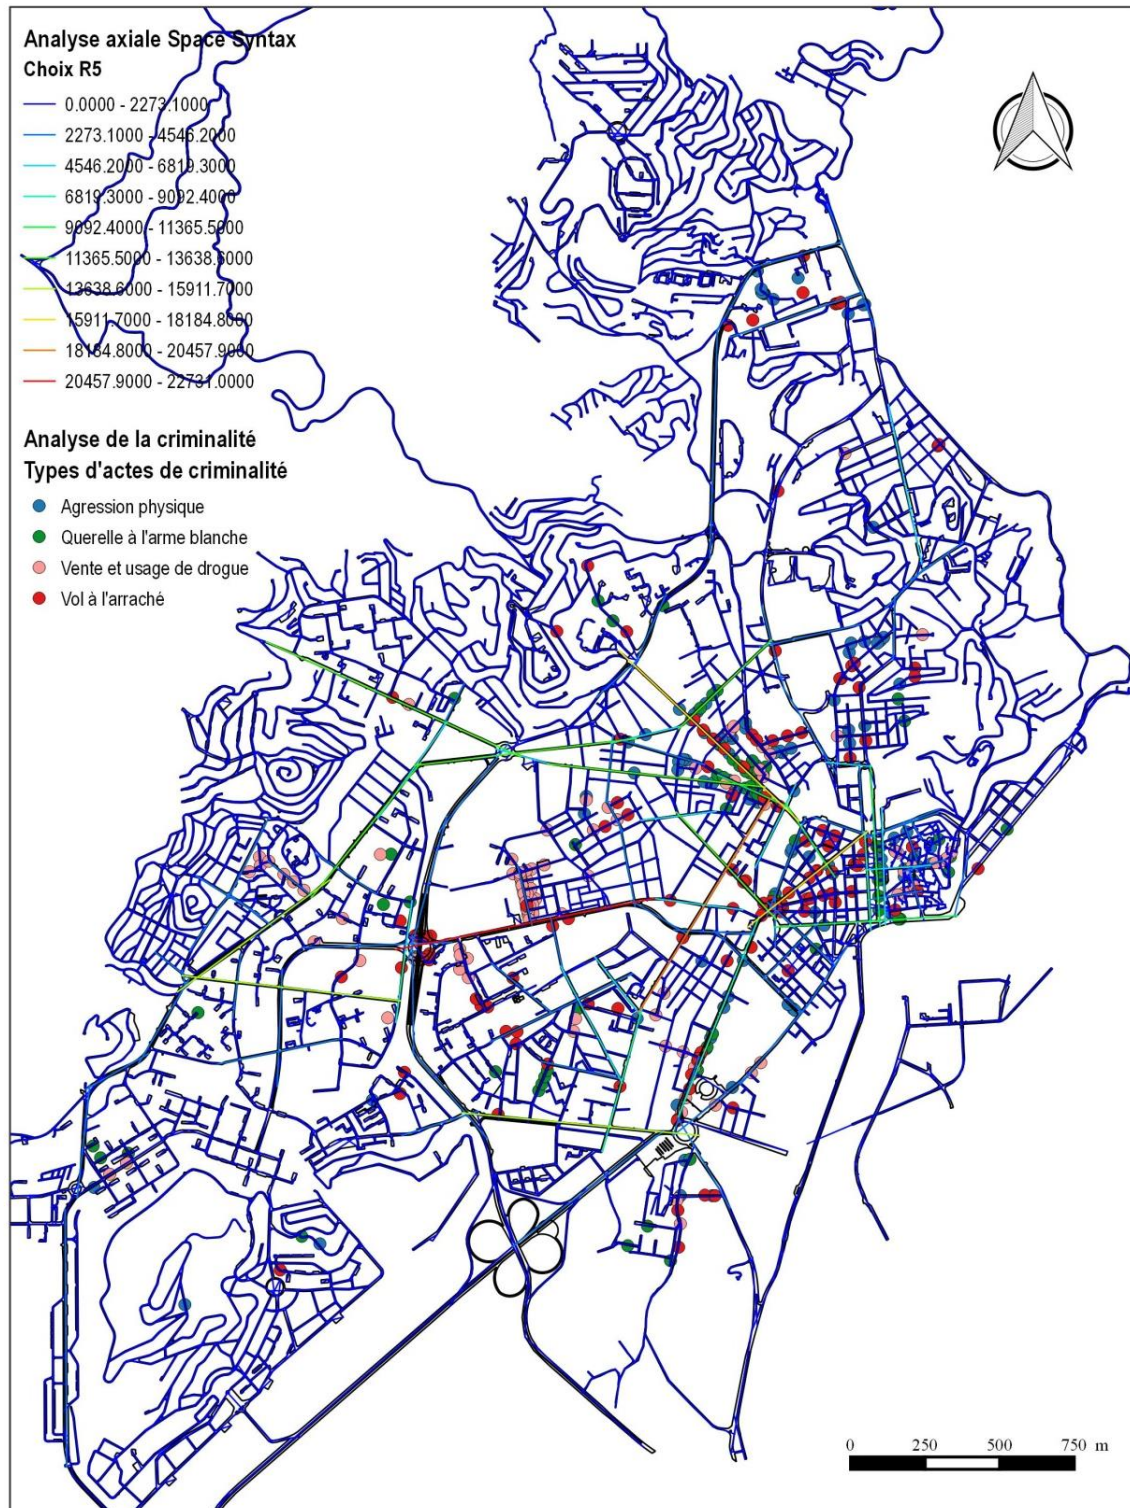 Analyse axiale Space Syntax
Choix R5
0.0000 - 2273.1000
2273.1000 - 4546.2000
4546.2000 - 6819.3000
6819.3000 - 9092.4000
9092.4000 - 11365.5000
11365.5000 - 13638.6000
13638.6000 - 15911.7000
15911.7000 - 18184.8000
18184.8000 - 20457.9000
20457.9000 - 22731.0000
Analyse de la criminalité
Types d'actes de criminalité
Agression physique
Querelle à l'arme blanche
Vente et usage de drogue
Vol à l'arraché
0 250 500 750 m